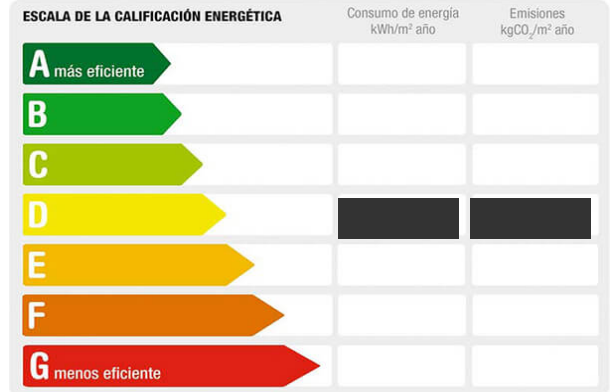 ESCALA DE LA CALIFICACIÓN ENERGÉTICA
Consumo de energía
kWh/m² año
Emisiones
kgCO₂/m² año
A más eficiente
B
C
D
E
F
G menos eficiente